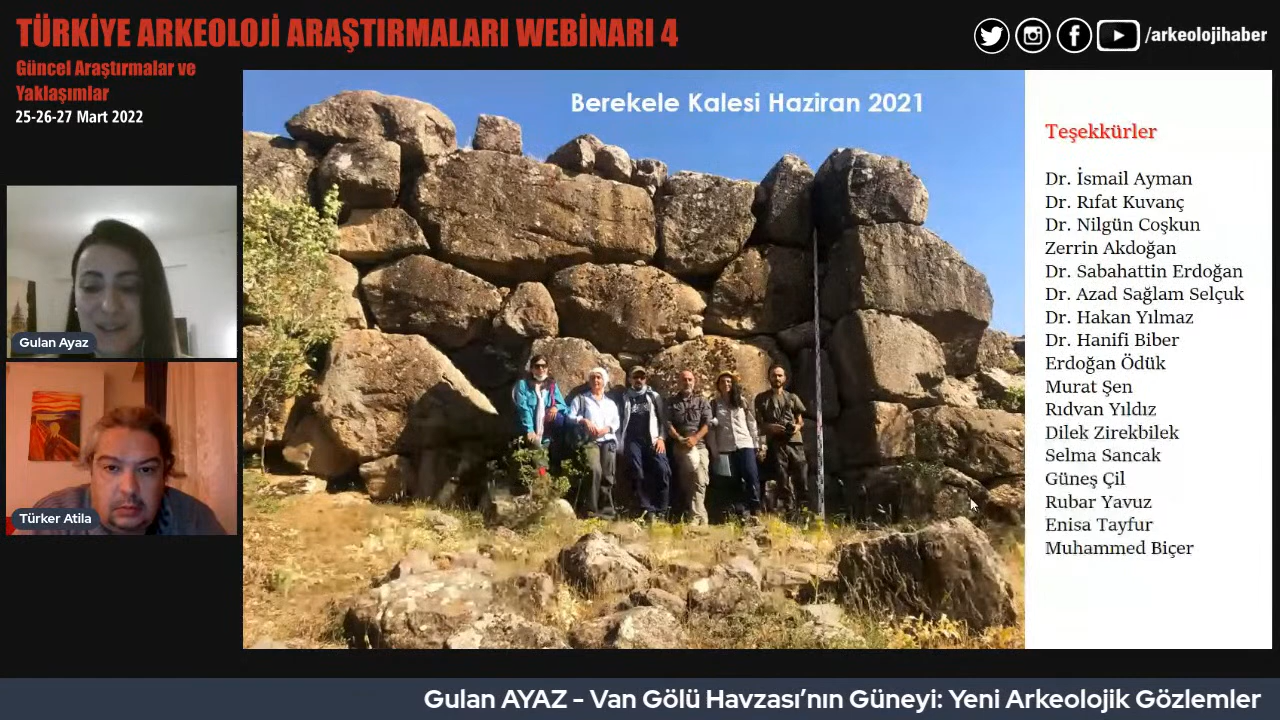 TÜRKİYE ARKEOLOJİ ARAŞTIRMALARI WEBİNARI 4
Güncel Araştırmalar ve
Yaklaşımlar
25-26-27 Mart 2022
/arkeolojihaber
Berekele Kalesi Haziran 2021
Teşekkürler
Dr. İsmail Ayman
Dr. Rıfat Kuvanç
Dr. Nilgün Coşkun
Zerrin Akdoğan
Dr. Sabahattin Erdoğan
Dr. Azad Sağlam Selçuk
Dr. Hakan Yılmaz
Dr. Hanifi Biber
Erdoğan Ödük
Murat Şen
Rıdvan Yıldız
Dilek Zirekbilek
Selma Sancak
Güneş Çil
Rubar Yavuz
Enisa Tayfur
Muhammed Biçer
Gulan Ayaz
Türker Atila
Gulan AYAZ - Van Gölü Havzası’nın Güneyi: Yeni Arkeolojik Gözlemler